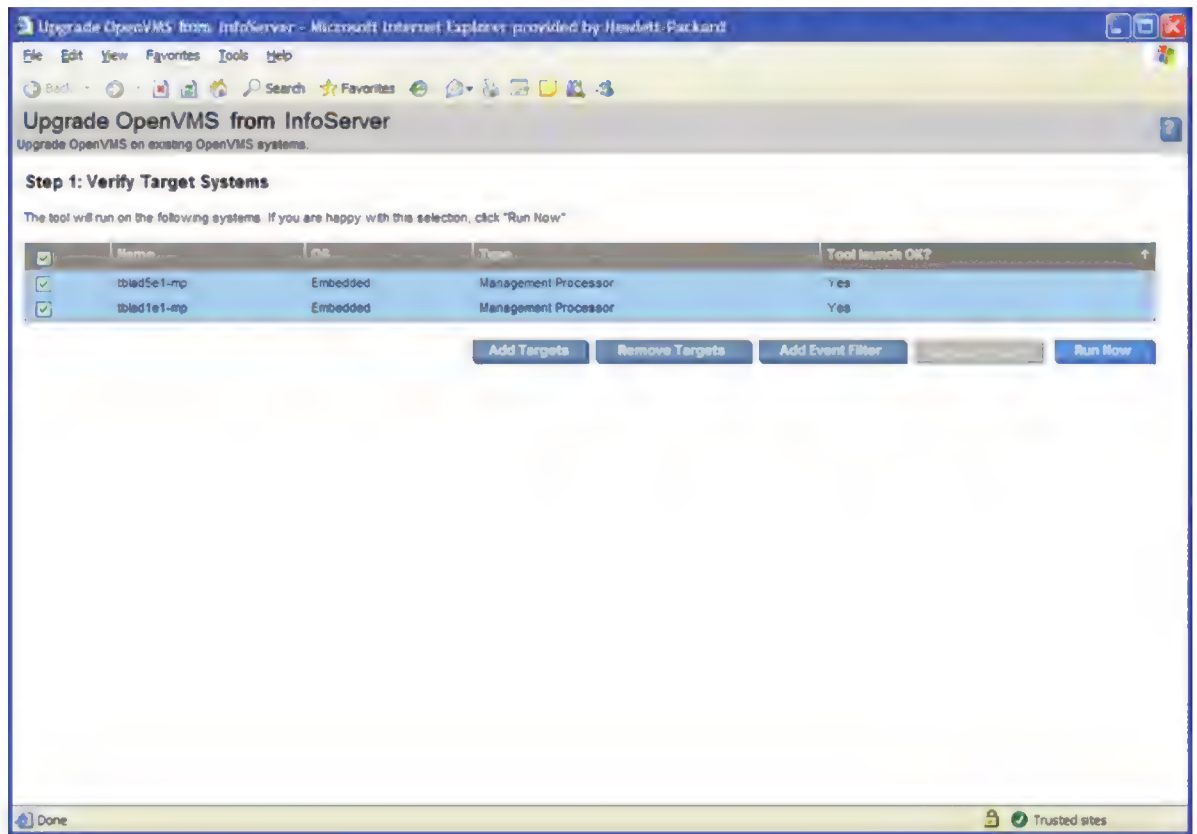 Upgrade OpenVMS from InfoServer - Microsoft Internet Explorer provided by Hewlett-Packard
File Edit View Favorites Tools Help
Back Search Favorites
Upgrade OpenVMS from InfoServer
Upgrade OpenVMS on existing OpenVMS systems.
Step 1: Verify Target Systems
The tool will run on the following systems. If you are happy with this selection, click "Run Now"
Name OS Type Tool launch OK?
tblad5e1-mp Embedded Management Processor Yes
tblad1e1-mp Embedded Management Processor Yes
Add Targets Remove Targets Add Event Filter Run Now
Done Trusted sites